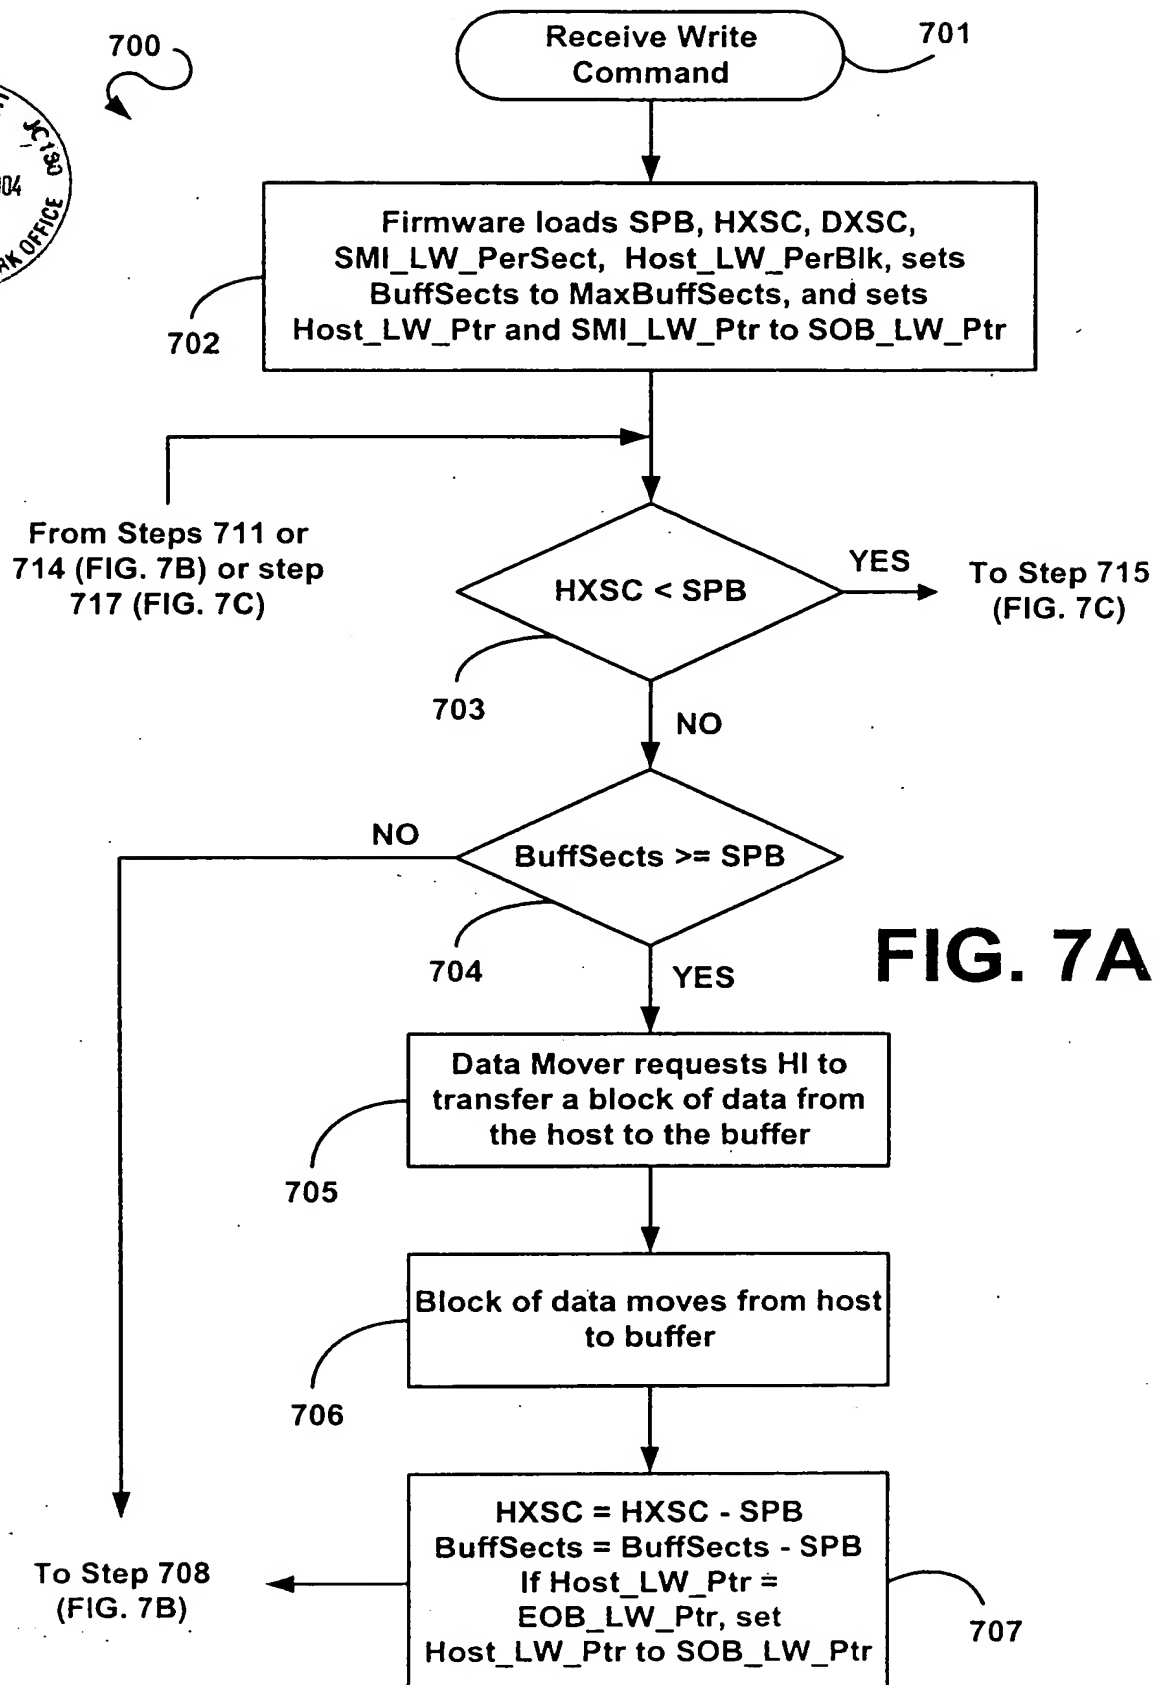 700
Receive Write
Command
701
JC190
04
RK OFFICE
Firmware loads SPB, HXSC, DXSC,
SMI_LW_PerSect, Host_LW_PerBlk, sets
BuffSects to MaxBuffSects, and sets
Host_LW_Ptr and SMI_LW_Ptr to SOB_LW_Ptr
702
From Steps 711 or
714 (FIG. 7B) or step
717 (FIG. 7C)
HXSC < SPB
YES
To Step 715
(FIG. 7C)
703
NO
NO
BuffSects >= SPB
704
YES
FIG. 7A
Data Mover requests HI to
transfer a block of data from
the host to the buffer
705
Block of data moves from host
to buffer
706
HXSC = HXSC - SPB
BuffSects = BuffSects - SPB
If Host_LW_Ptr =
EOB_LW_Ptr, set
Host_LW_Ptr to SOB_LW_Ptr
707
To Step 708
(FIG. 7B)